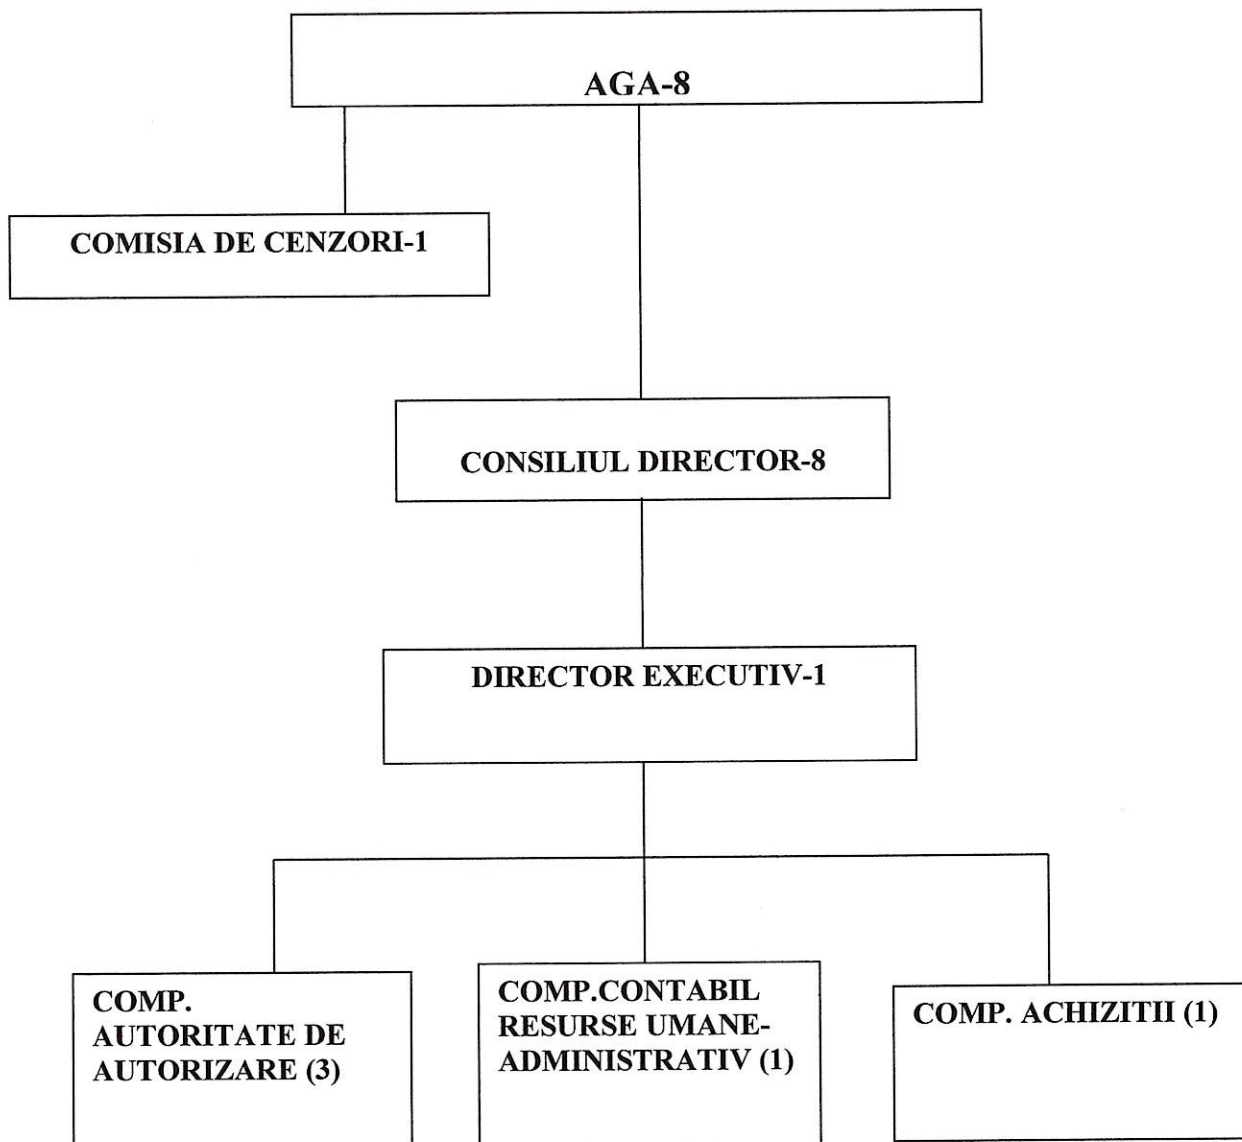 AGA-8
COMISIA DE CENZORI-1
CONSILIUL DIRECTOR-8
DIRECTOR EXECUTIV-1
COMP.
AUTORITATE DE
AUTORIZARE (3)
COMP.CONTABIL
RESURSE UMANE-
ADMINISTRATIV (1)
COMP. ACHIZITII (1)